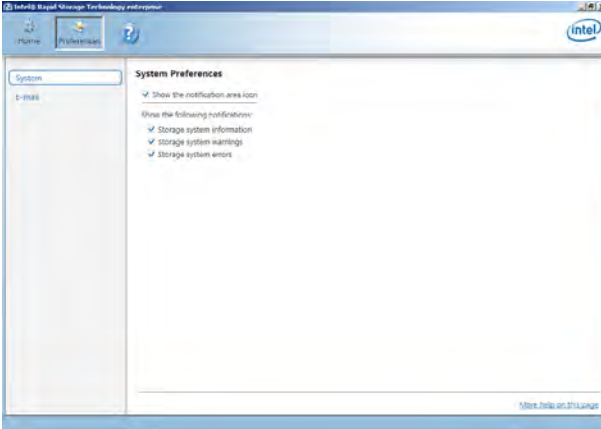 Intel® Rapid Storage Technology enterprise
Home
Preferences
intel
System
E-mail
System Preferences
Show the notification area icon
Show the following notifications:
Storage system information
Storage system warnings
Storage system errors
More help on this page